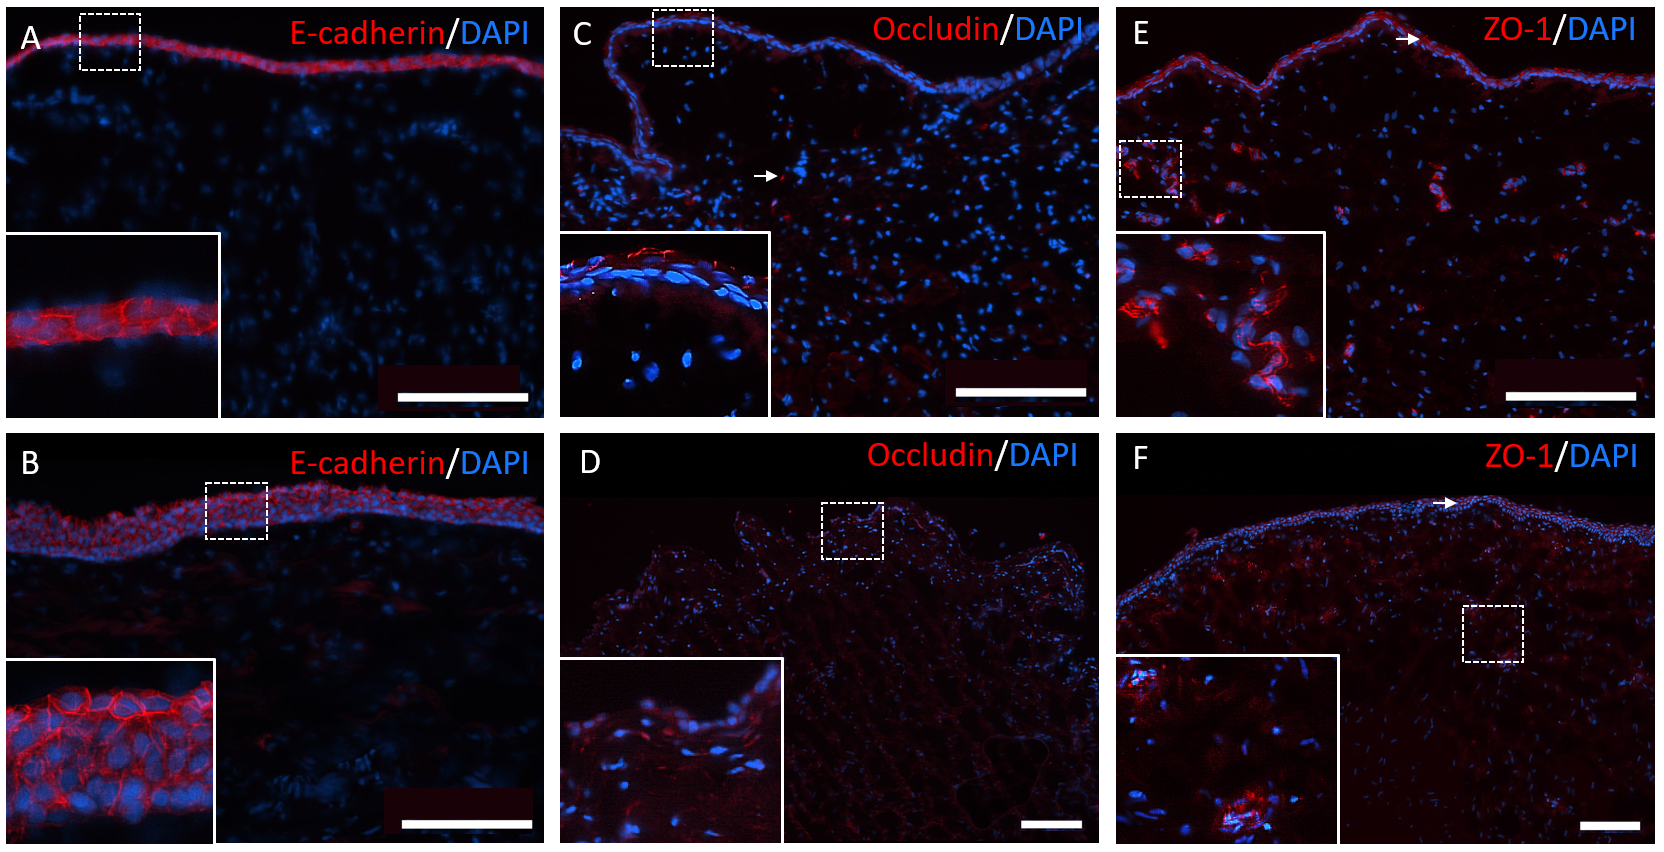 A E-cadherin/DAPI
C Occludin/DAPI
E ZO-1/DAPI
B E-cadherin/DAPI
D Occludin/DAPI
F ZO-1/DAPI